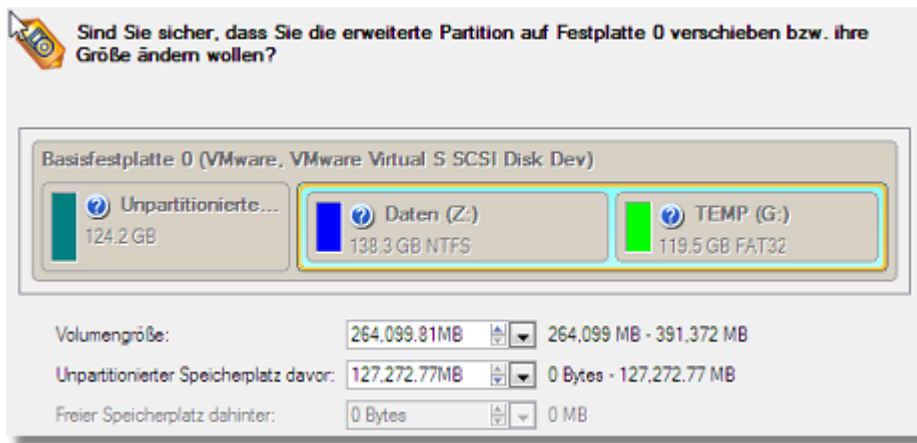 Sind Sie sicher, dass Sie die erweiterte Partition auf Festplatte 0 verschieben bzw. ihre
Größe ändern wollen?
Basisfestplatte 0 (VMware, VMware Virtual S SCSI Disk Dev)
Unpartitionierte...
124.2 GB
Daten (Z:)
138.3 GB NTFS
TEMP (G:)
119.5 GB FAT32
Volumengröße: 264,099.81MB 264,099 MB - 391,372 MB
Unpartitionierter Speicherplatz davor: 127,272.77MB 0 Bytes - 127,272.77 MB
Freier Speicherplatz dahinter: 0 Bytes 0 MB